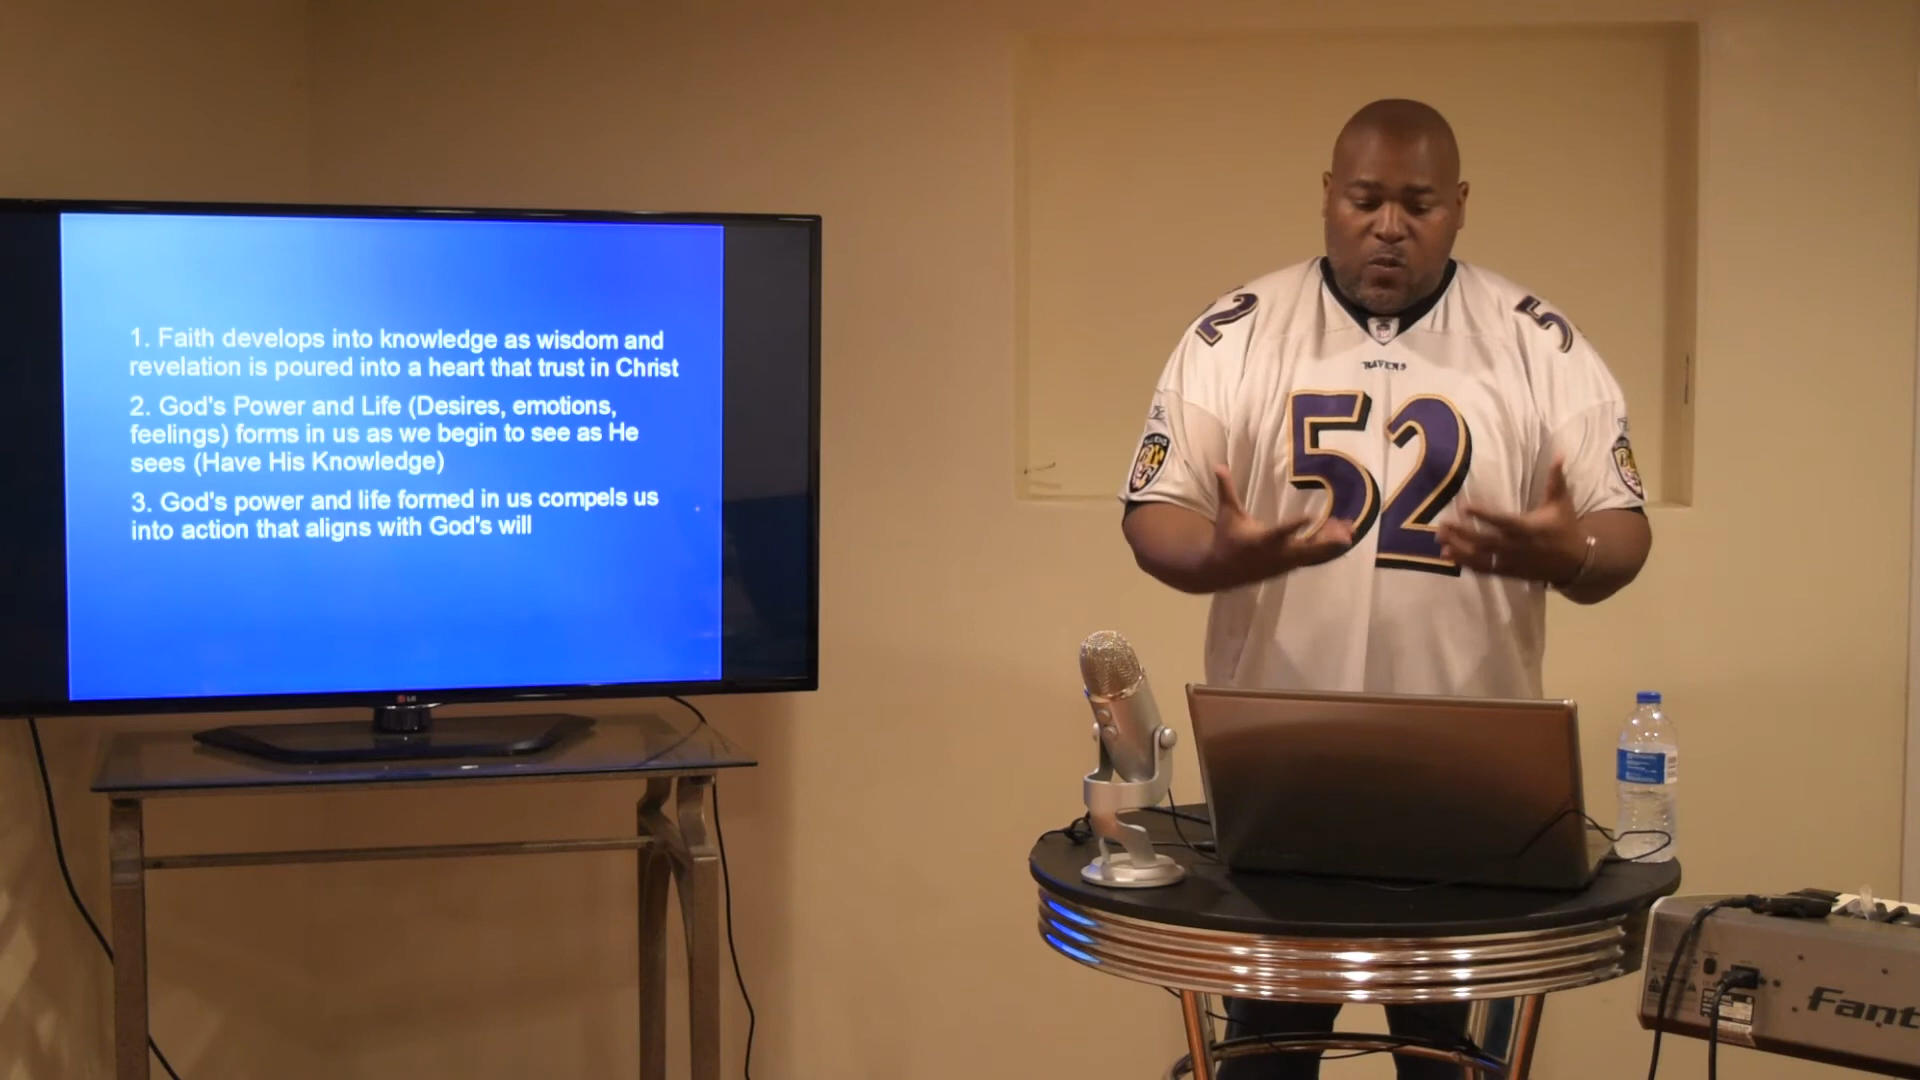 1. Faith develops into knowledge as wisdom and
revelation is poured into a heart that trust in Christ
2. God's Power and Life (Desires, emotions,
feelings) forms in us as we begin to see as He
sees (Have His Knowledge)
3. God's power and life formed in us compels us
into action that aligns with God's will
LG
52
5
RAVENS
52
Fant